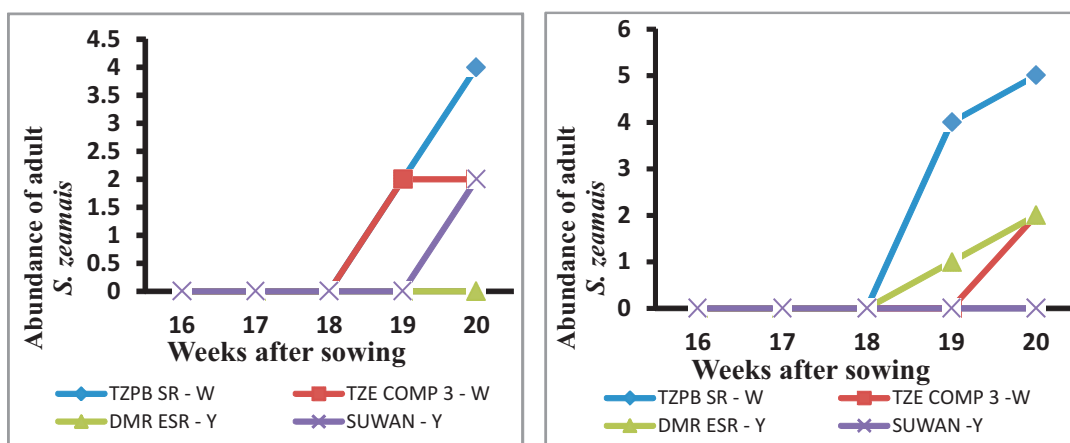 4.5
4
3.5
3
2.5
2
1.5
1
0.5
0
Abundance of adult
S. zeamais
16 17 18 19 20
Weeks after sowing
TZPB SR - W
TZE COMP 3 - W
DMR ESR - Y
SUWAN -Y
6
5
4
3
2
1
0
Abundance of adult
S. zeamais
16 17 18 19 20
Weeks after sowing
TZPB SR - W
TZE COMP 3 -W
DMR ESR - Y
SUWAN -Y